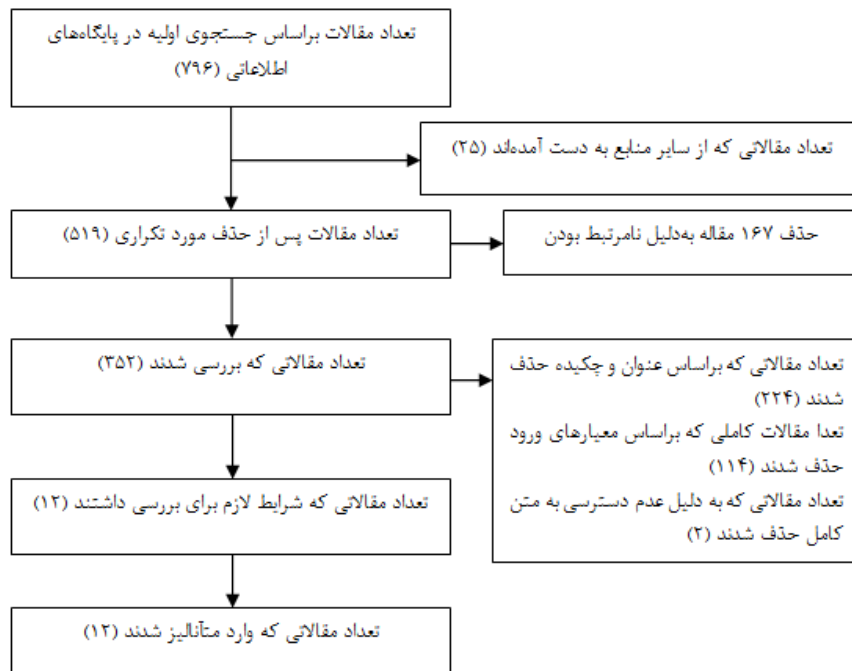 تعداد مقالات براساس جستجوی اولیه در پایگاه‌های
اطلاعاتی (۷۹۶)
تعداد مقالاتی که از سایر منابع به دست آمده‌اند (۲۵)
تعداد مقالات پس از حذف مورد تکراری (۵۱۹)
حذف ۱۶۷ مقاله به‌دلیل نامرتبط بودن
تعداد مقالاتی که بررسی شدند (۳۵۲)
تعداد مقالاتی که براساس عنوان و چکیده حذف
شدند (۲۲۴)
تعدا مقالات کاملی که براساس معیارهای ورود
حذف شدند (۱۱۴)
تعداد مقالاتی که به دلیل عدم دسترسی به متن
کامل حذف شدند (۲)
تعداد مقالاتی که شرایط لازم برای بررسی داشتند (۱۲)
تعداد مقالاتی که وارد متاآنالیز شدند (۱۲)